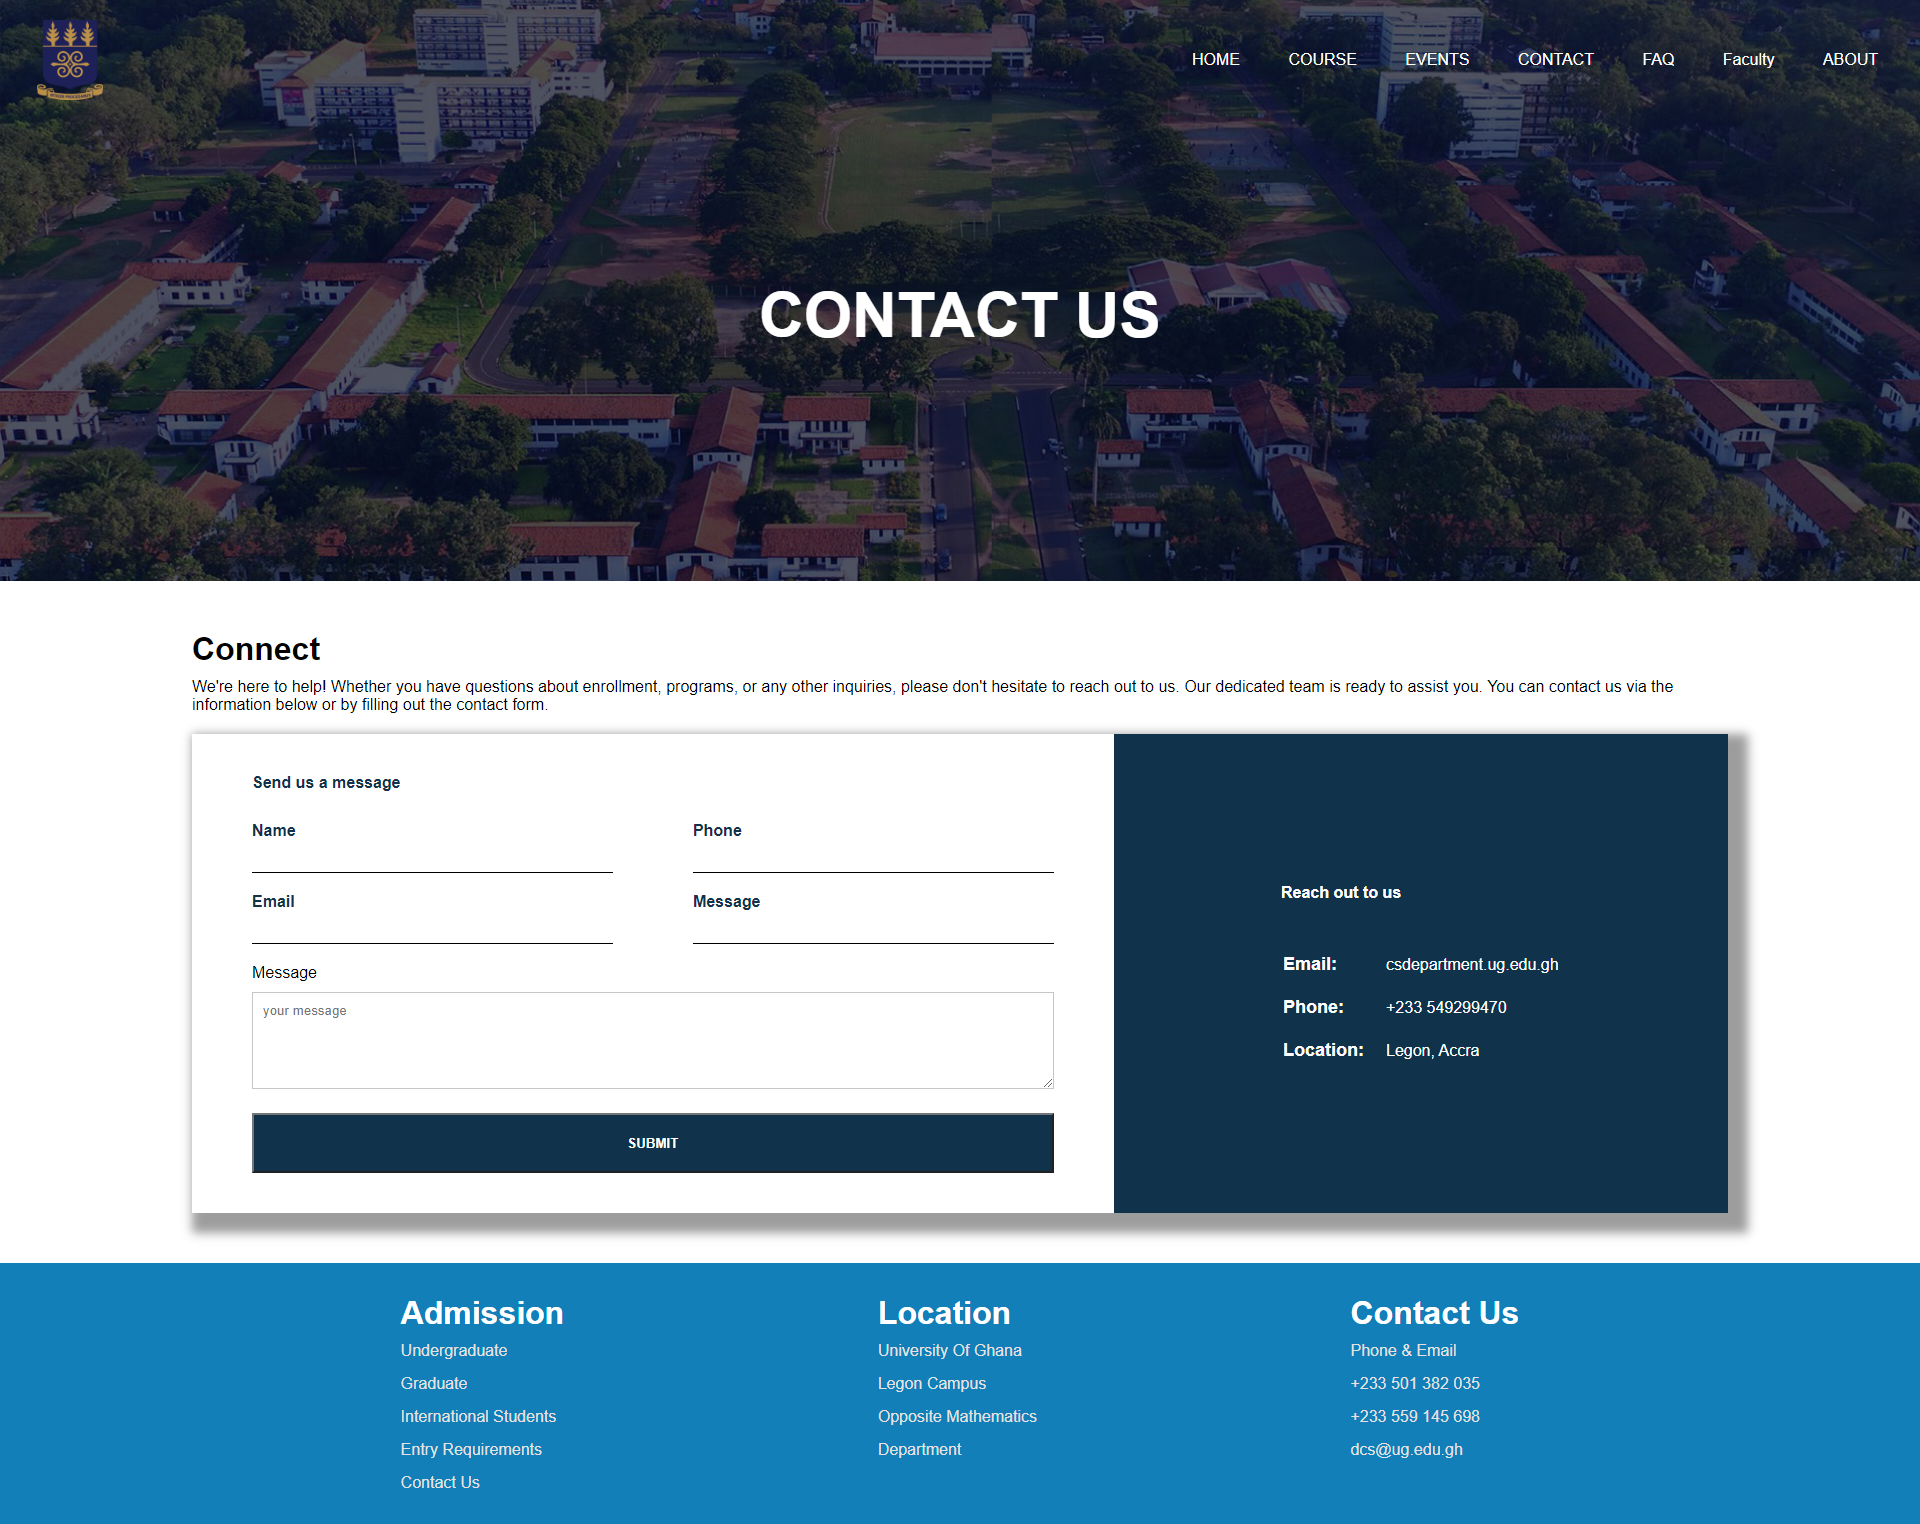 HOME COURSE EVENTS CONTACT FAQ Faculty ABOUT
CONTACT US
Connect
We're here to help! Whether you have questions about enrollment, programs, or any other inquiries, please don't hesitate to reach out to us. Our dedicated team is ready to assist you. You can contact us via the
information below or by filling out the contact form.
Send us a message
Name
Phone
Email
Message
Message
your message
SUBMIT
Reach out to us
Email: csdepartment.ug.edu.gh
Phone: +233 549299470
Location: Legon, Accra
Admission
Undergraduate
Graduate
International Students
Entry Requirements
Contact Us
Location
University Of Ghana
Legon Campus
Opposite Mathematics
Department
Contact Us
Phone & Email
+233 501 382 035
+233 559 145 698
dcs@ug.edu.gh